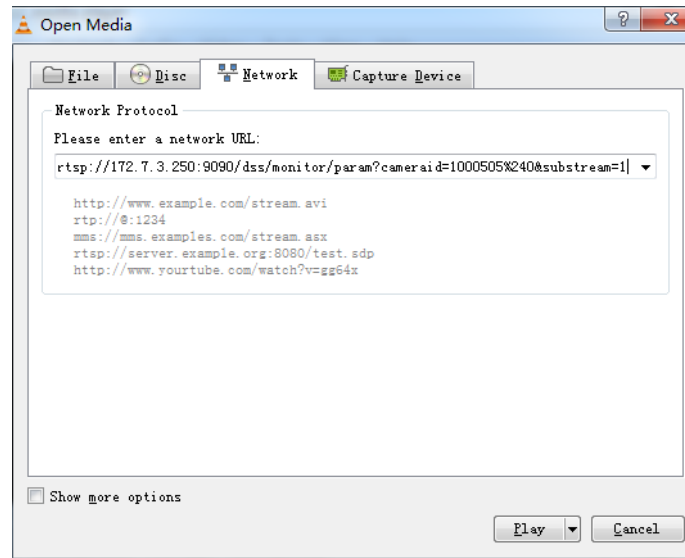 Open Media
File Disc Network Capture Device
Network Protocol
Please enter a network URL:
rtsp://172.7.3.250:9090/dss/monitor/param?cameraid=1000505%240&substream=1
http://www.example.com/stream.avi
rtp://@:1234
mms://mms.examples.com/stream.asx
rtsp://server.example.org:8080/test.sdp
http://www.yourtube.com/watch?v=gg64x
Show more options
Play Cancel